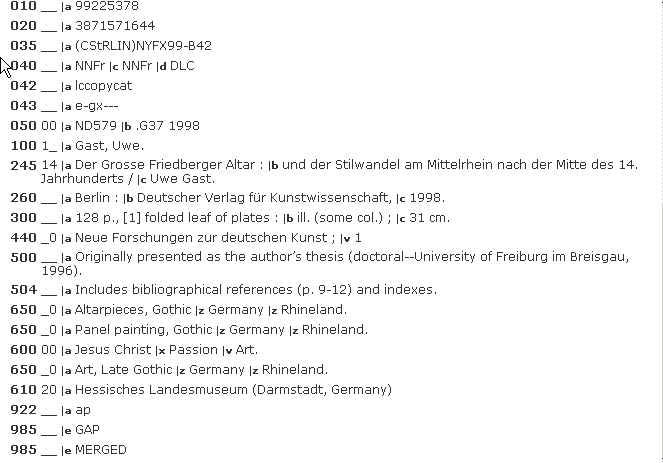 010 __ |a 99225378
020 __ |a 3871571644
035 __ |a (CStRLIN)NYFX99-B42
040 __ |a NNFr |c NNFr |d DLC
042 __ |a lccopycat
043 __ |a e-gx---
050 00 |a ND579 |b .G37 1998
100 1_ |a Gast, Uwe.
245 14 |a Der Grosse Friedberger Altar : |b und der Stilwandel am Mittelrhein nach der Mitte des 14.
Jahrhunderts / |c Uwe Gast.
260 __ |a Berlin : |b Deutscher Verlag für Kunstwissenschaft, |c 1998.
300 __ |a 128 p., [1] folded leaf of plates : |b ill. (some col.) ; |c 31 cm.
440 _0 |a Neue Forschungen zur deutschen Kunst ; |v 1
500 __ |a Originally presented as the author's thesis (doctoral--University of Freiburg im Breisgau,
1996).
504 __ |a Includes bibliographical references (p. 9-12) and indexes.
650 _0 |a Altarpieces, Gothic |z Germany |z Rhineland.
650 _0 |a Panel painting, Gothic |z Germany |z Rhineland.
600 00 |a Jesus Christ |x Passion |v Art.
650 _0 |a Art, Late Gothic |z Germany |z Rhineland.
610 20 |a Hessisches Landesmuseum (Darmstadt, Germany)
922 __ |a ap
985 __ |e GAP
985 __ |e MERGED